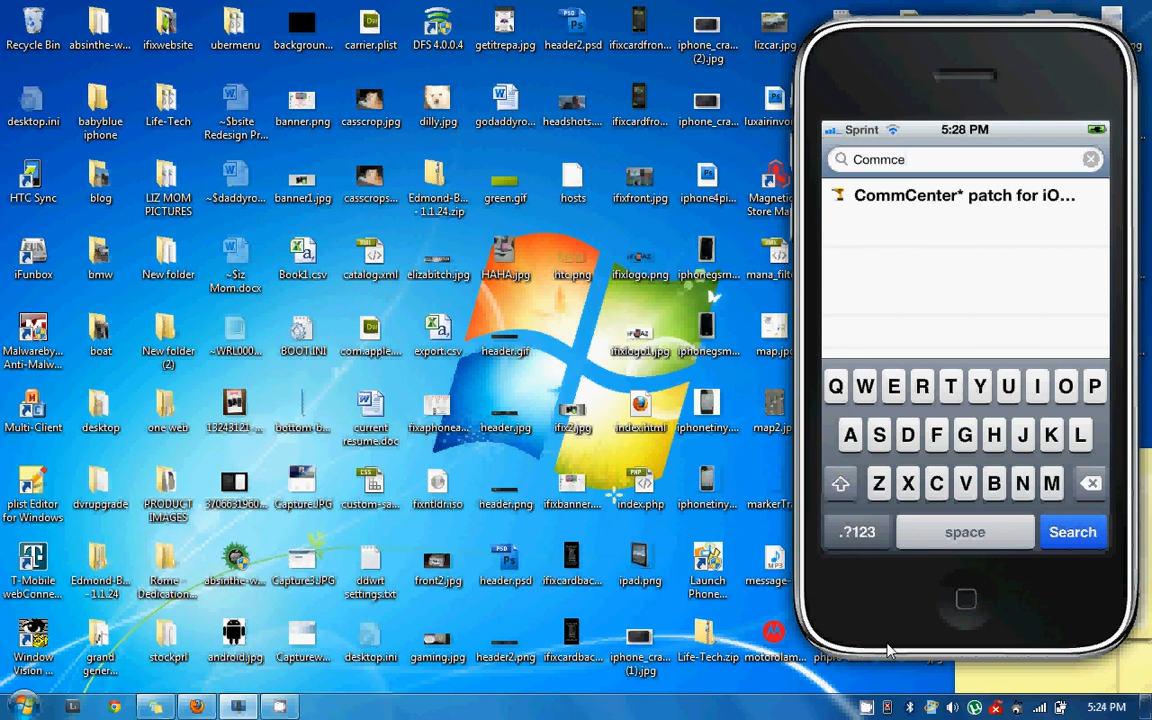 Recycle Bin
absinthe-w...
ifixwebsite
ubermenu
backgroun...
carrier.plist
DFS 4.0.0.4
getitrepa.jpg
header2.psd
ifixcardfron...
iphone_cra...
(2).jpg
lizcar.jpg
desktop.ini
babyblue
iphone
Life-Tech
~$bsite
Redesign Pr...
banner.png
casscrop.jpg
dilly.jpg
godaddyro...
headshots....
ifixcardfro...
iphone_cra...
luxairinvor
HTC Sync
blog
LIZ MOM
PICTURES
~$daddyro...
banner1.jpg
casscrops...
Edmond-B...
- 1.1.24.zip
green.gif
hosts
ifixfront.jpg
iphone4pi...
Magnetic
Store Ma
iFunbox
bmw
New folder
~$iz
Mom.docx
Book1.csv
catalog.xml
elizabitch.jpg
HAHA.jpg
htc.png
ifixlogo.png
iphonegsm...
mana_filt
Malwareby...
Anti-Malw...
boat
New folder
(2)
~WRL000...
BOOT.INI
com.apple...
export.csv
header.gif
ifixlogo1.jpg
iphonegsm...
map.jp
Multi-Client
desktop
one web
13243121-...
bottom-b...
current
resume.doc
fixaphonea...
header.jpg
ifix2.jpg
index.html
iphonetiny....
map2.jp
plist Editor
for Windows
dvrupgrade
PRODUCT
IMAGES
3706631960...
Capture.JPG
custom-sa...
ifixntldr.iso
header.png
ifixbanner....
index.php
iphonetiny...
markerTr
T-Mobile
webConne...
Edmond-B...
- 1.1.24
Rome -
Dedication...
absinthe-w...
Capture3.JPG
ddwrt
settings.txt
front2.jpg
header.psd
ifixcardbac...
ipad.png
Launch
Phone...
message-
Window
Vision ...
grand
gener...
stockprl
android.jpg
Capturew...
desktop.ini
gaming.jpg
header2.png
ifixcardbac...
iphone_cra...
(1).jpg
Life-Tech.zip
motorolam...
Sprint
5:28 PM
Commce
CommCenter* patch for iO...
Q W E R T Y U I O P
A S D F G H J K L
Z X C V B N M
.?123
space
Search
5:24 PM